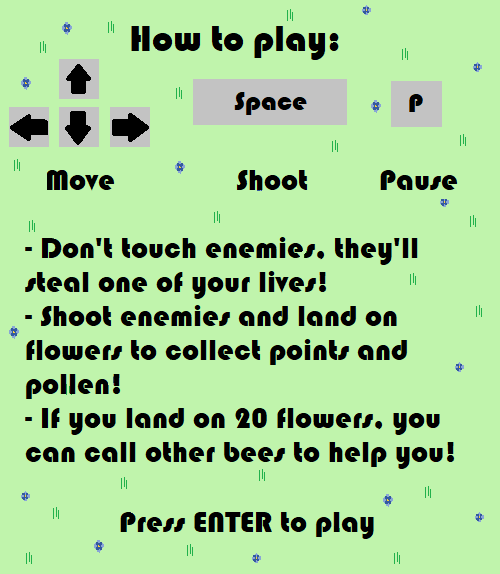 How to play:
Space
P
Move
Shoot
Pause
- Don't touch enemies, they'll
steal one of your lives!
- Shoot enemies and land on
flowers to collect points and
pollen!
- If you land on 20 flowers, you
can call other bees to help you!
Press ENTER to play